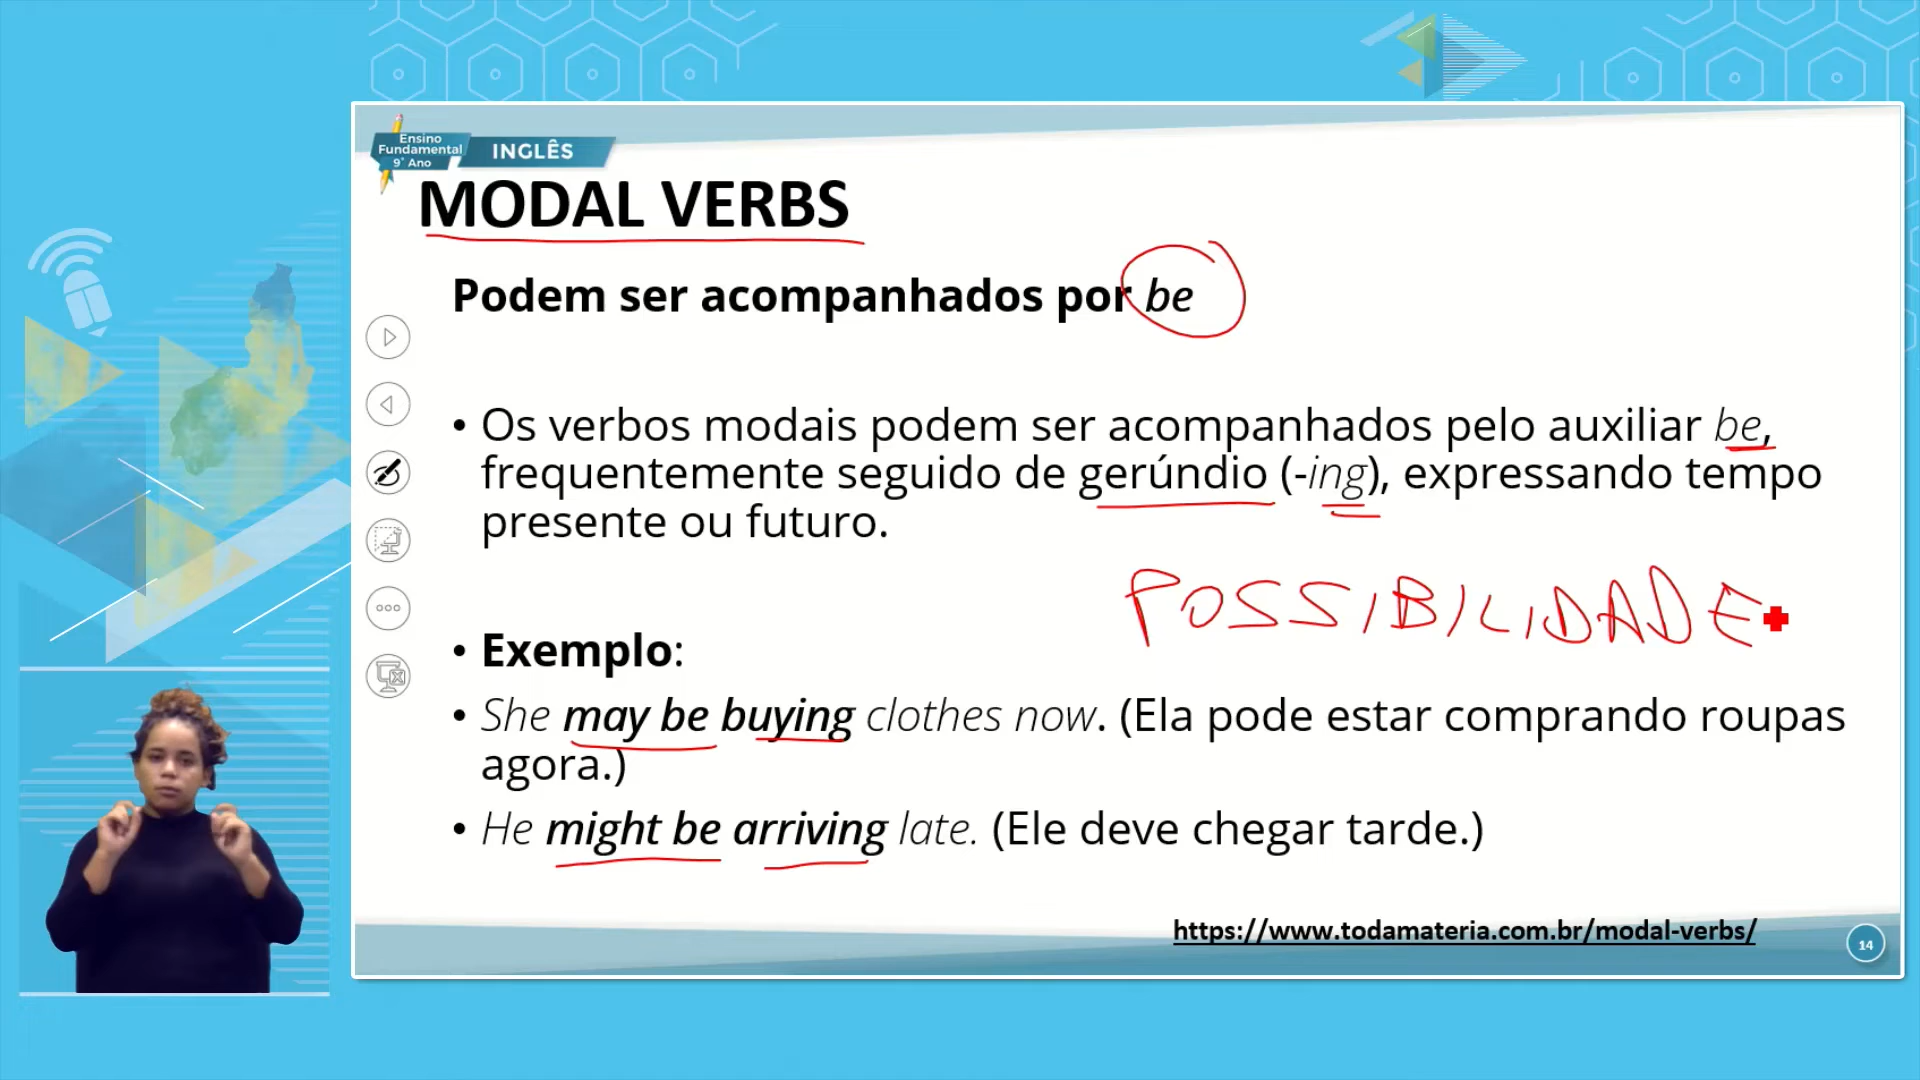 Ensino
Fundamental
9° Ano
INGLÊS
MODAL VERBS
Podem ser acompanhados por be
• Os verbos modais podem ser acompanhados pelo auxiliar be,
frequentemente seguido de gerúndio (-ing), expressando tempo
presente ou futuro.
POSSIBILIDADE
• Exemplo:
• She may be buying clothes now. (Ela pode estar comprando roupas
agora.)
• He might be arriving late. (Ele deve chegar tarde.)
https://www.todamateria.com.br/modal-verbs/
14